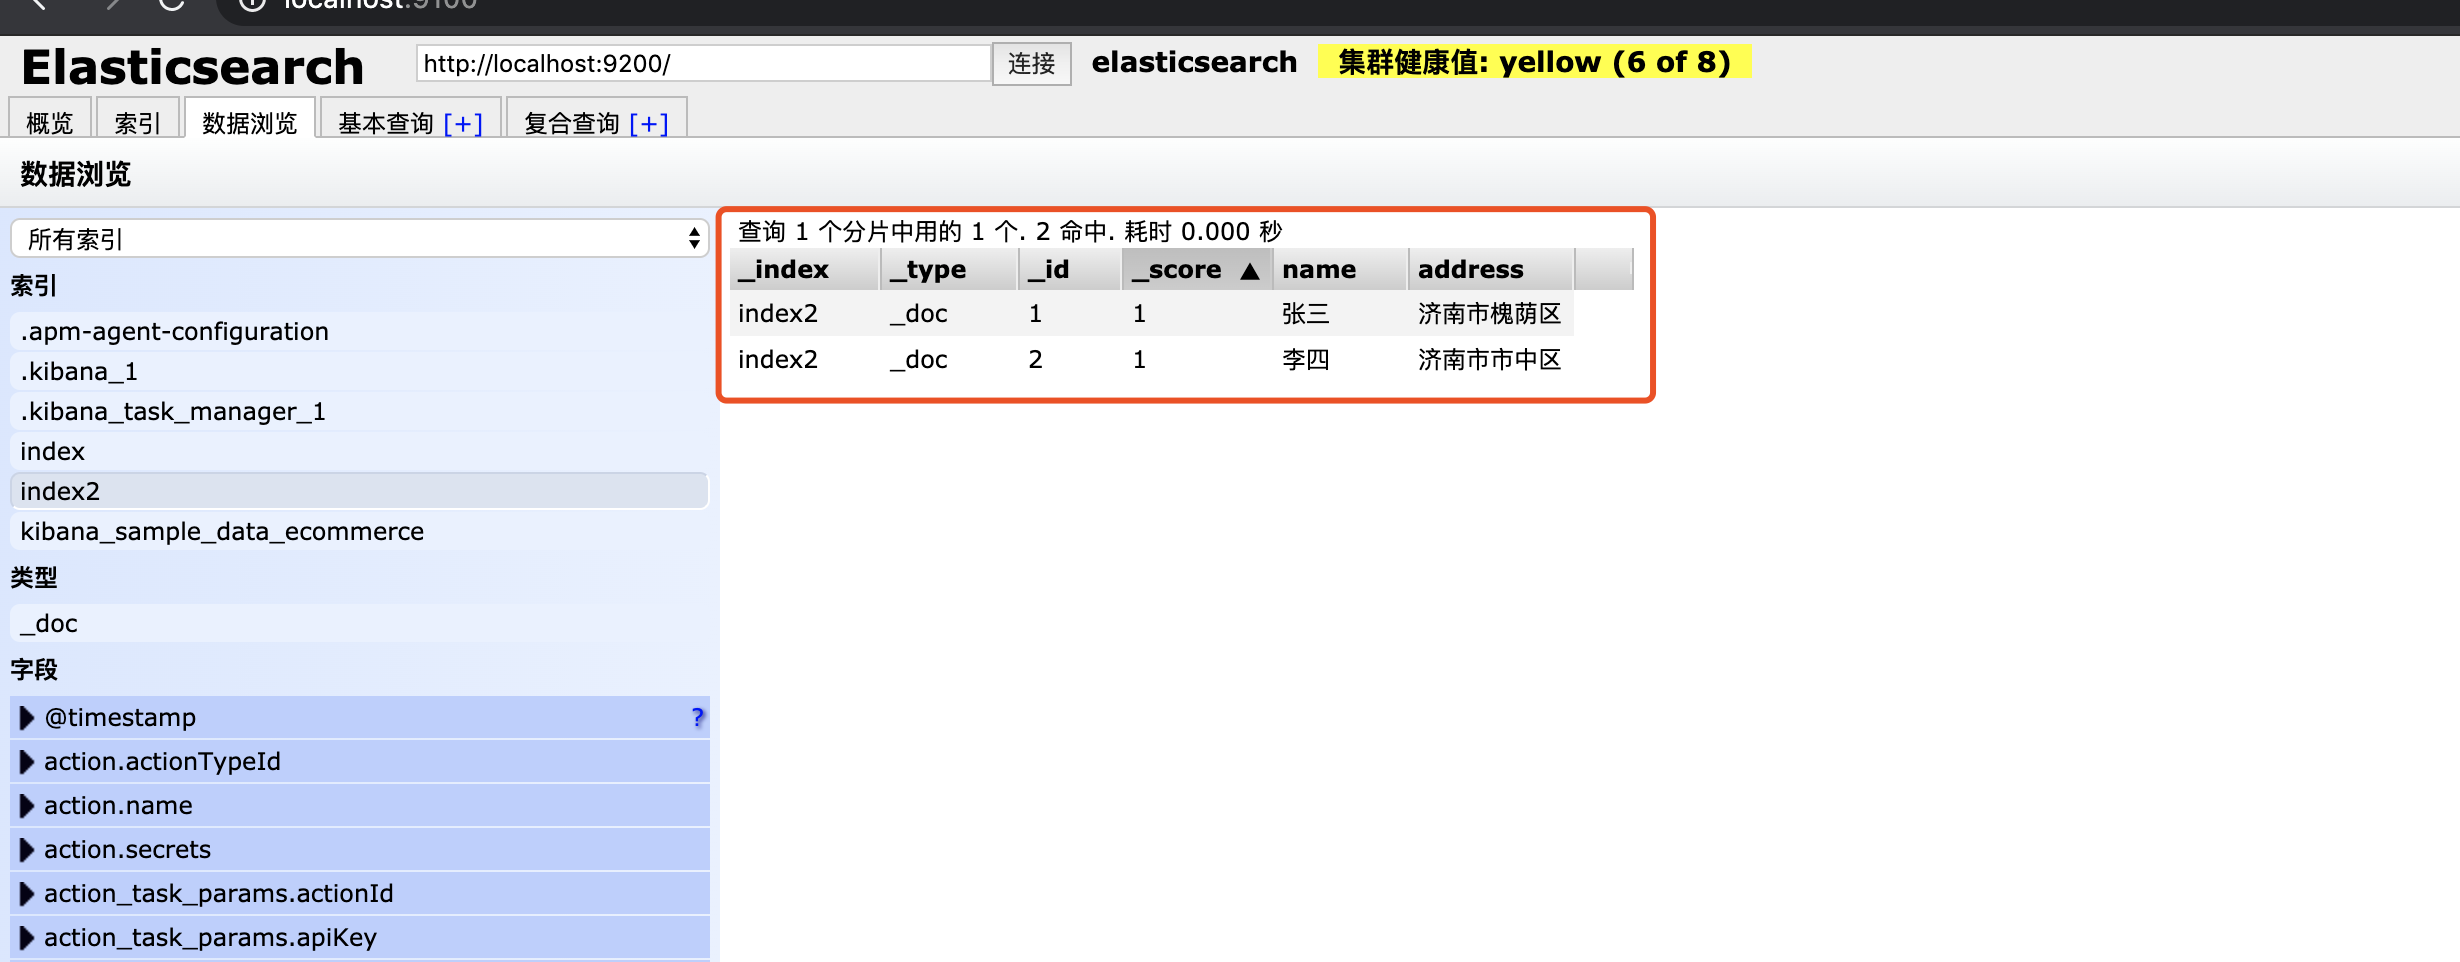 localhost:9100
Elasticsearch
http://localhost:9200/
连接
elasticsearch
集群健康值: yellow (6 of 8)
概览
索引
数据浏览
基本查询 [+]
复合查询 [+]
数据浏览
所有索引
索引
.apm-agent-configuration
.kibana_1
.kibana_task_manager_1
index
index2
kibana_sample_data_ecommerce
类型
_doc
字段
@timestamp ?
action.actionTypeId
action.name
action.secrets
action_task_params.actionId
action_task_params.apiKey
查询 1 个分片中用的 1 个. 2 命中. 耗时 0.000 秒
_index _type _id _score ▲ name address
index2 _doc 1 1 张三 济南市槐荫区
index2 _doc 2 1 李四 济南市市中区